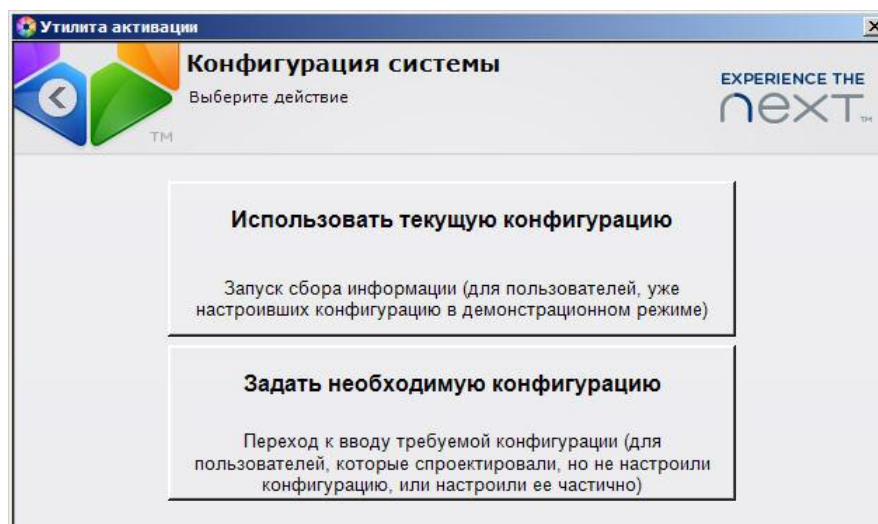 Утилита активации
Конфигурация системы
Выберите действие
TM
EXPERIENCE THE
next™
Использовать текущую конфигурацию
Запуск сбора информации (для пользователей, уже
настроивших конфигурацию в демонстрационном режиме)
Задать необходимую конфигурацию
Переход к вводу требуемой конфигурации (для
пользователей, которые спроектировали, но не настроили
конфигурацию, или настроили ее частично)